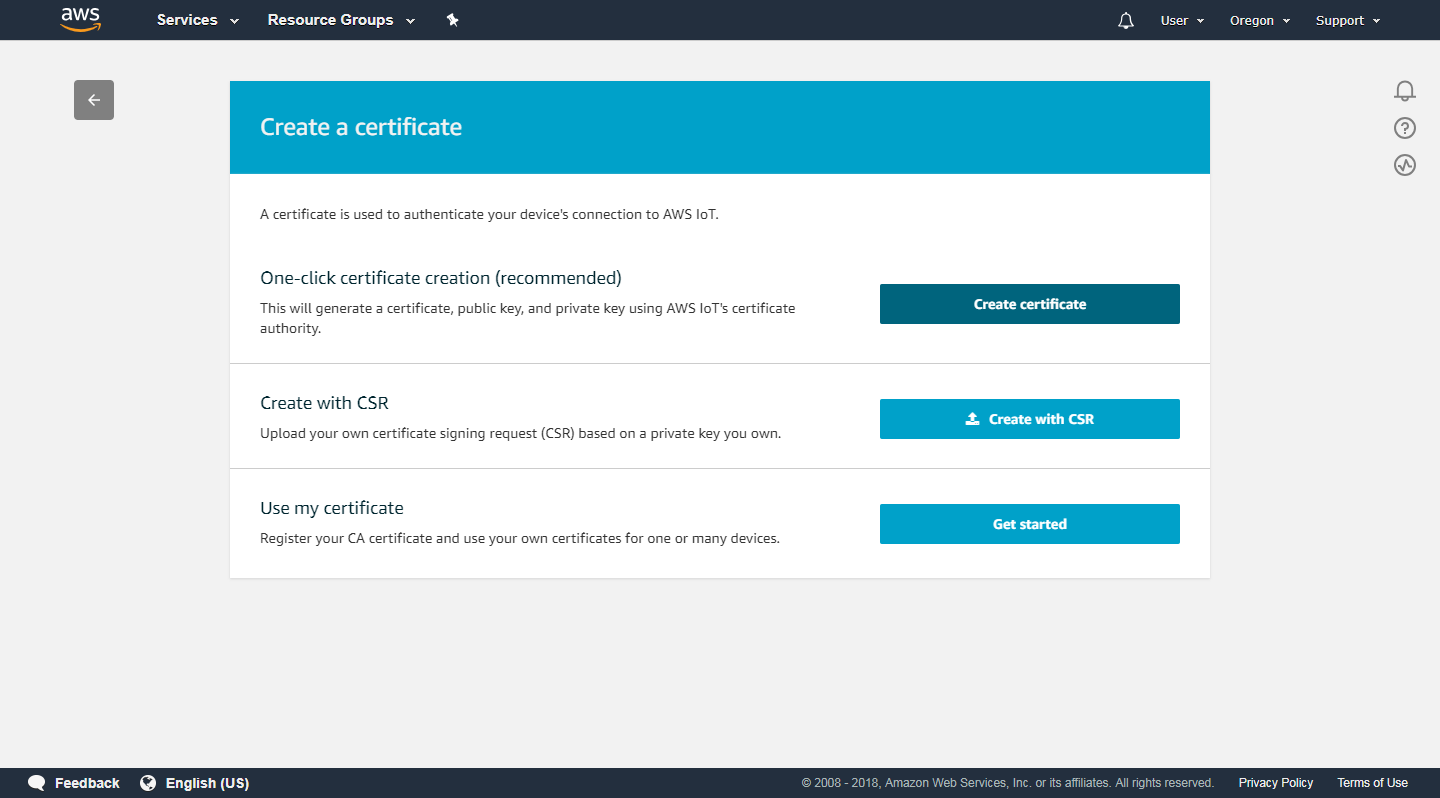 aws Services Resource Groups User Oregon Support
Create a certificate
A certificate is used to authenticate your device's connection to AWS IoT.
One-click certificate creation (recommended)
This will generate a certificate, public key, and private key using AWS IoT's certificate
authority.
Create certificate
Create with CSR
Upload your own certificate signing request (CSR) based on a private key you own.
Create with CSR
Use my certificate
Register your CA certificate and use your own certificates for one or many devices.
Get started
Feedback English (US) © 2008 - 2018, Amazon Web Services, Inc. or its affiliates. All rights reserved. Privacy Policy Terms of Use